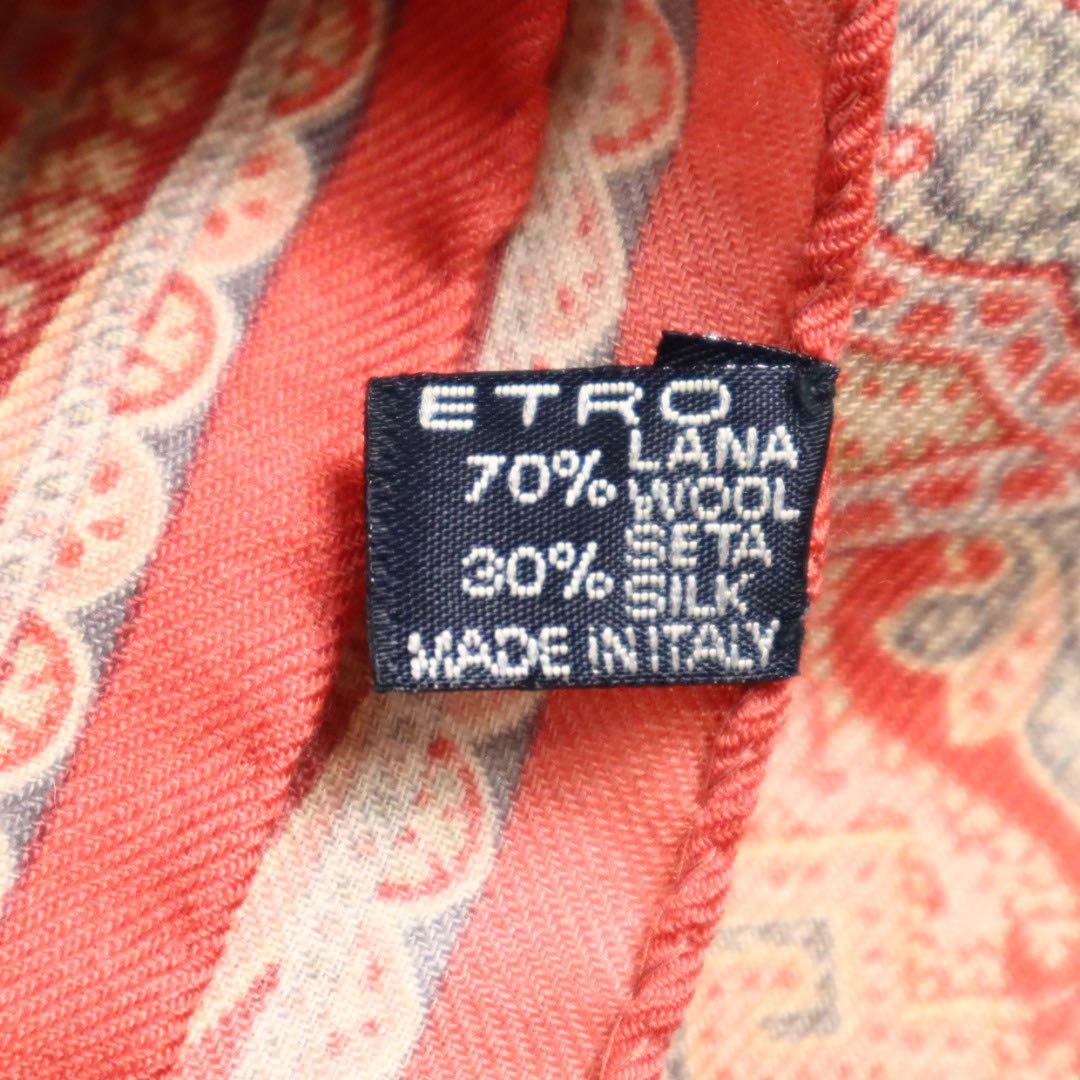 ETRO
70% LANA
WOOL
30% SETA
SILK
MADE iN ITALY